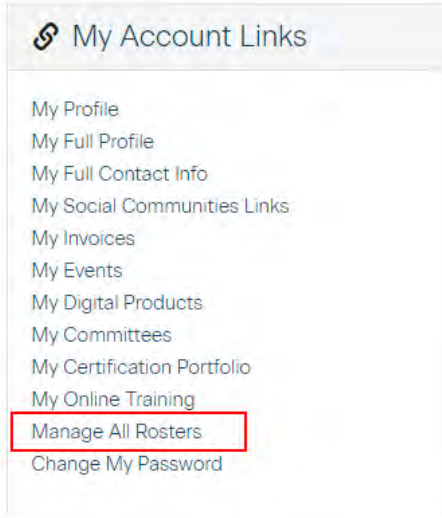 My Account Links
My Profile
My Full Profile
My Full Contact Info
My Social Communities Links
My Invoices
My Events
My Digital Products
My Committees
My Certification Portfolio
My Online Training
Manage All Rosters
Change My Password